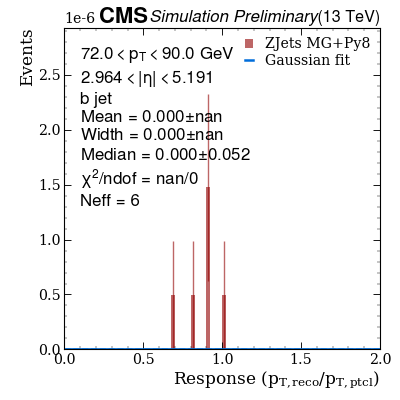 1e-6 CMS Simulation Preliminary (13 TeV)
Events
72.0 < pT < 90.0 GeV
2.964 < |η| < 5.191
b jet
Mean = 0.000±nan
Width = 0.000±nan
Median = 0.000±0.052
χ²/ndof = nan/0
Neff = 6
ZJets MG+Py8
Gaussian fit
2.5
2.0
1.5
1.0
0.5
0.0
0.0 0.5 1.0 1.5 2.0
Response (pT,reco/pT,ptcl)